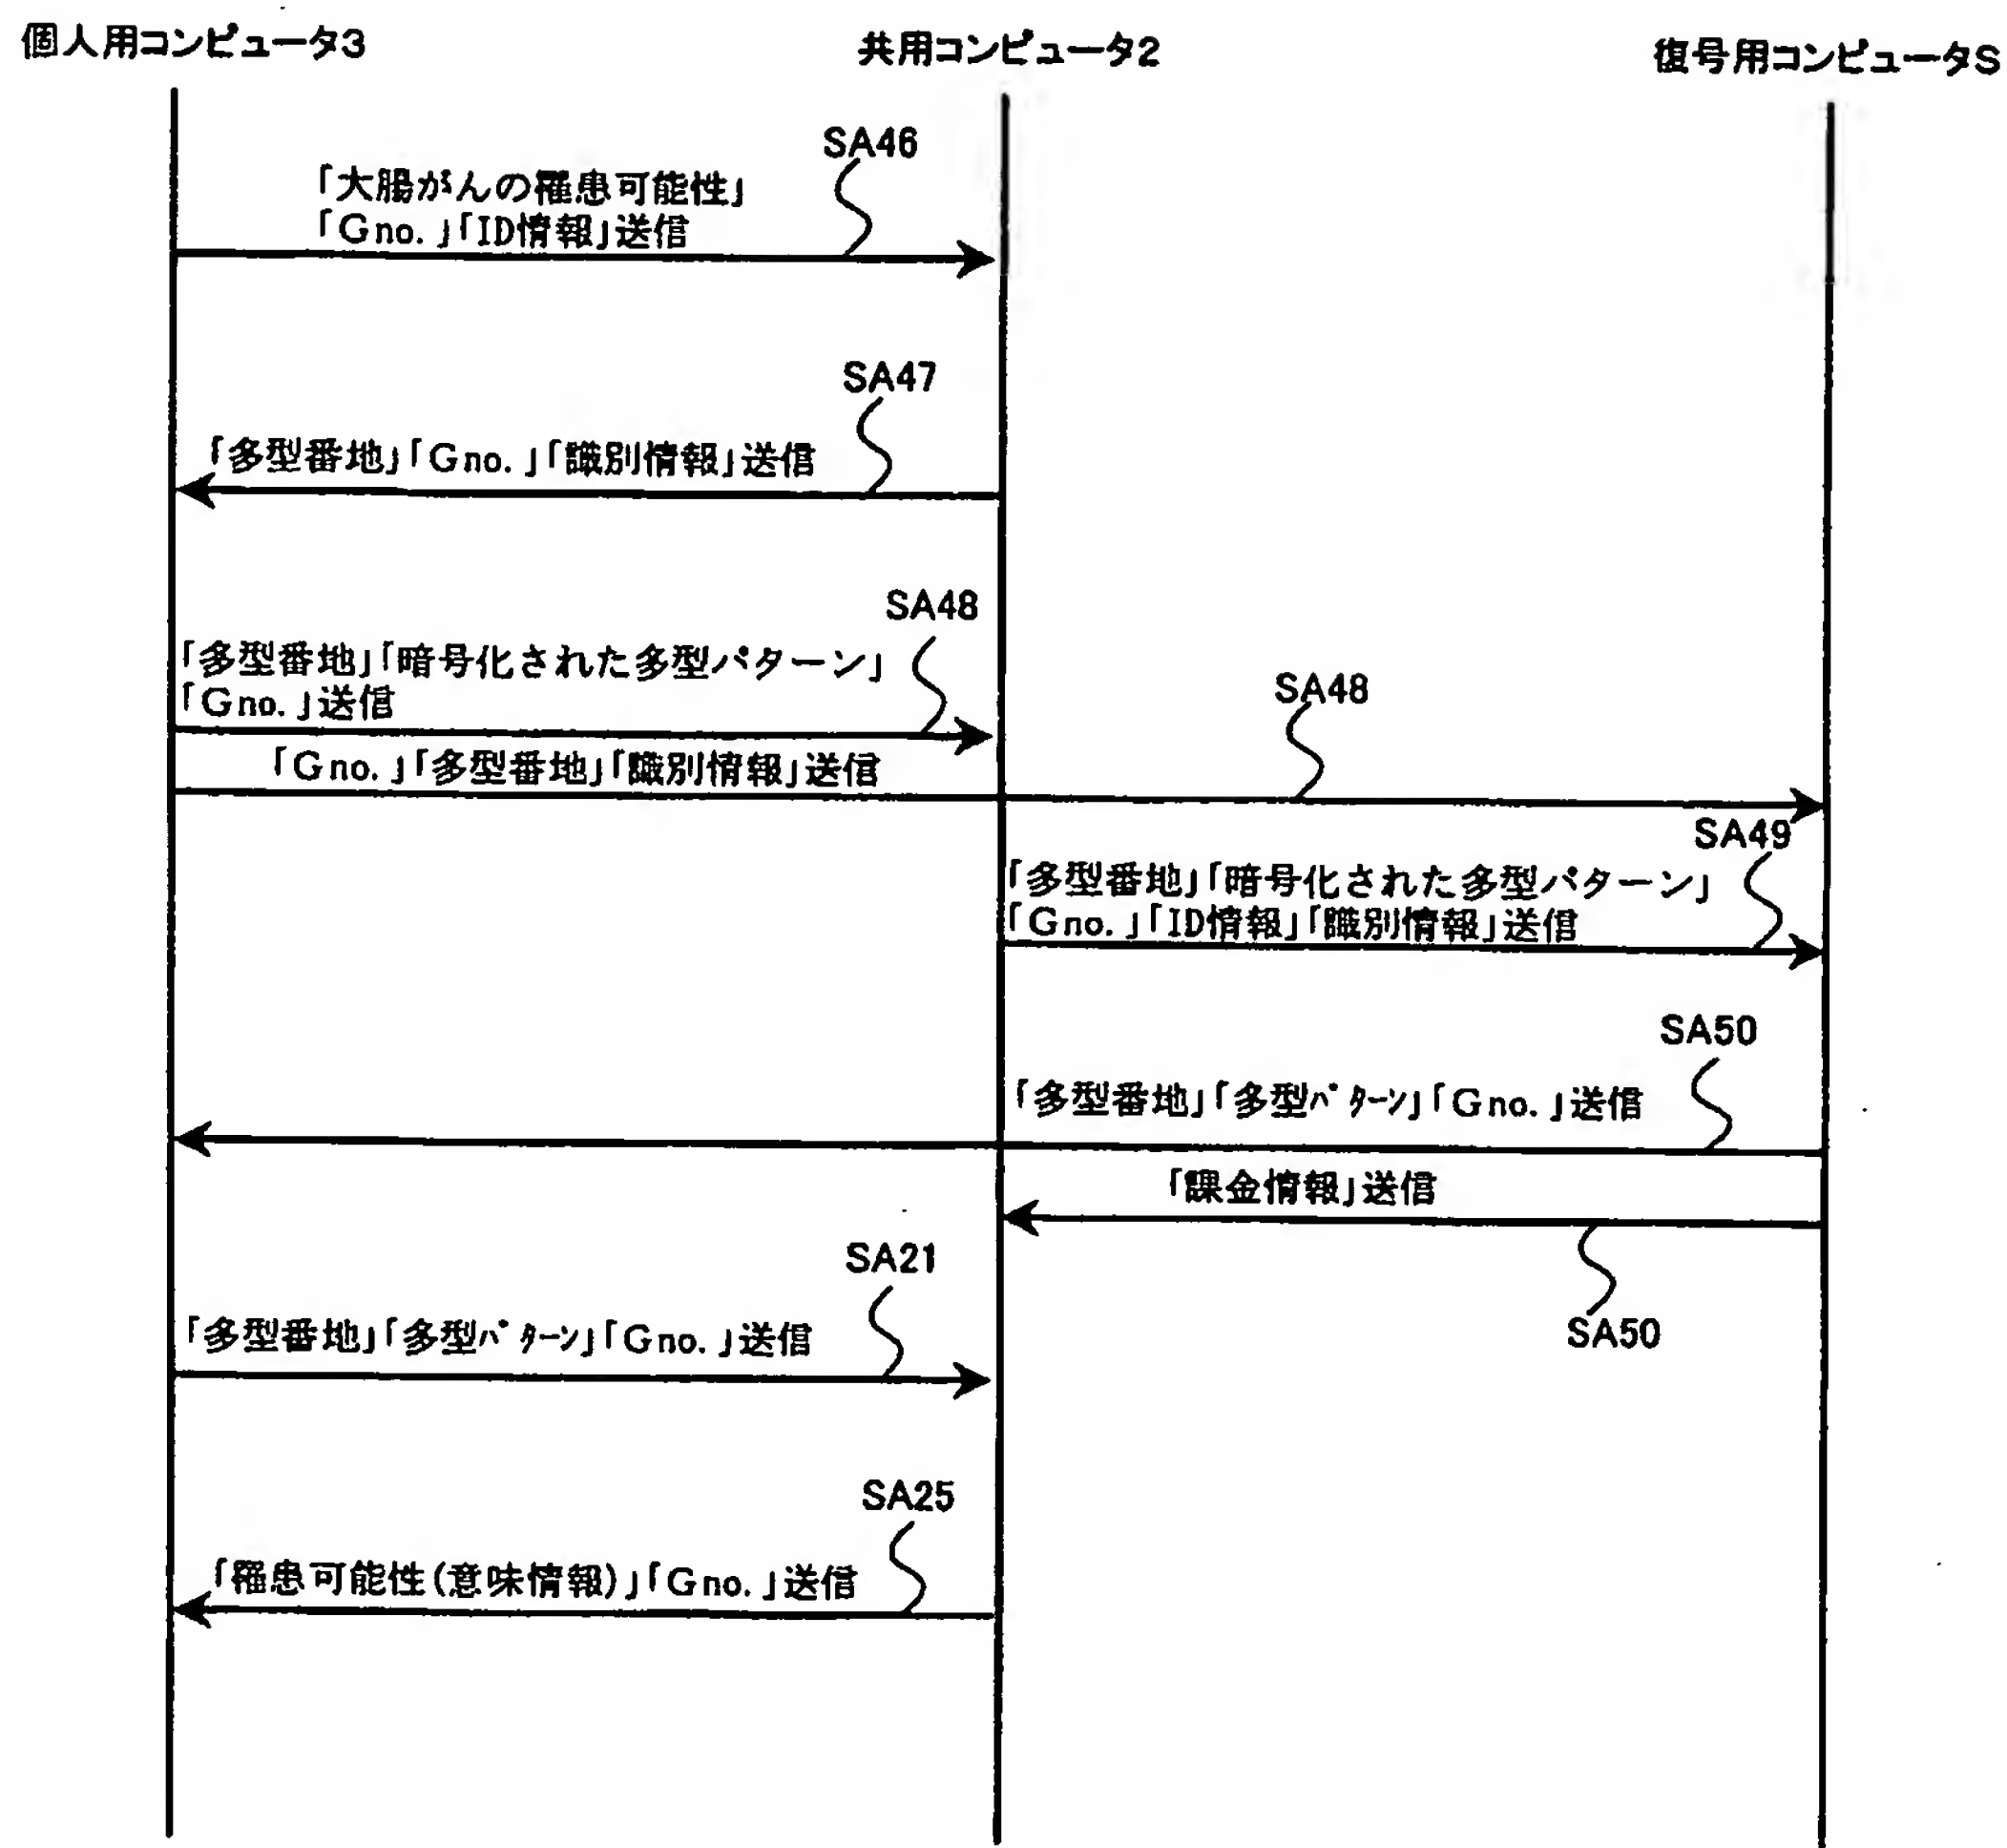 個人用コンピュータ3
共用コンピュータ2
復号用コンピュータS
SA46
「大腸がんの罹患可能性」
「Gno.」「ID情報」送信
SA47
「多型番地」「Gno.」「識別情報」送信
SA48
「多型番地」「暗号化された多型パターン」
「Gno.」送信
SA48
「Gno.」「多型番地」「識別情報」送信
SA49
「多型番地」「暗号化された多型パターン」
「Gno.」「ID情報」「識別情報」送信
SA50
「多型番地」「多型ﾊﾟﾀｰﾝ」「Gno.」送信
「課金情報」送信
SA50
SA21
「多型番地」「多型ﾊﾟﾀｰﾝ」「Gno.」送信
SA25
「罹患可能性(意味情報)」「Gno.」送信